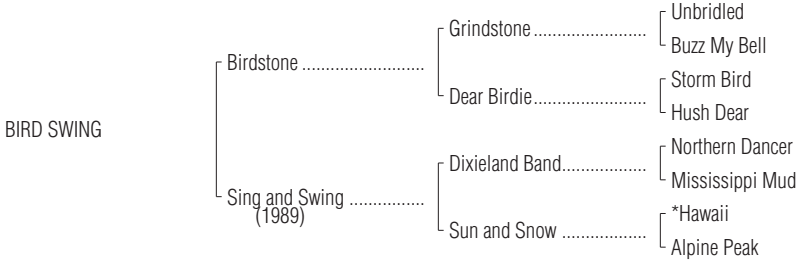 Unbridled
Grindstone ........................
Buzz My Bell
Birdstone ..........................
Storm Bird
Dear Birdie........................
Hush Dear
BIRD SWING
Northern Dancer
Dixieland Band..................
Mississippi Mud
Sing and Swing ................
(1989)
*Hawaii
Sun and Snow ..................
Alpine Peak